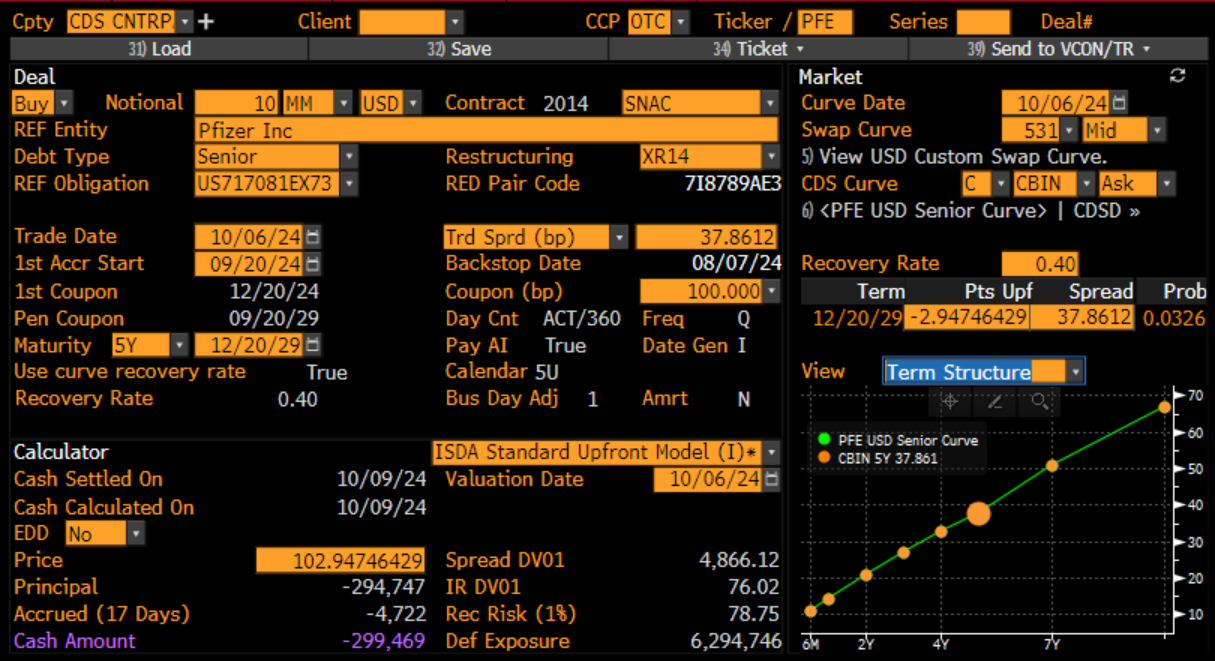 Cpty CDS CNTRP + Client CCP OTC Ticker / PFE Series Deal#
31) Load 32) Save 34) Ticket 39) Send to VCON/TR
Deal
Buy Notional 10 MM USD Contract 2014 SNAC
REF Entity Pfizer Inc
Debt Type Senior Restructuring XR14
REF Obligation US717081EX73 RED Pair Code 7I8789AE3
Trade Date 10/06/24 Trd Sprd (bp) 37.8612
1st Accr Start 09/20/24 Backstop Date 08/07/24
1st Coupon 12/20/24 Coupon (bp) 100.000
Pen Coupon 09/20/29 Day Cnt ACT/360 Freq Q
Maturity 5Y 12/20/29 Pay AI True Date Gen I
Use curve recovery rate True Calendar 5U
Recovery Rate 0.40 Bus Day Adj 1 Amrt N
Market
Curve Date 10/06/24
Swap Curve 531 Mid
5) View USD Custom Swap Curve.
CDS Curve C CBIN Ask
6) <PFE USD Senior Curve> | CDSD »
Recovery Rate 0.40
Term Pts Upf Spread Prob
12/20/29 -2.94746429 37.8612 0.0326
View Term Structure
PFE USD Senior Curve
CBIN 5Y 37.861
70
60
50
40
30
20
10
6M 2Y 4Y 7Y
Calculator ISDA Standard Upfront Model (I)*
Cash Settled On 10/09/24 Valuation Date 10/06/24
Cash Calculated On 10/09/24
EDD No
Price 102.94746429 Spread DV01 4,866.12
Principal -294,747 IR DV01 76.02
Accrued (17 Days) -4,722 Rec Risk (1%) 78.75
Cash Amount -299,469 Def Exposure 6,294,746